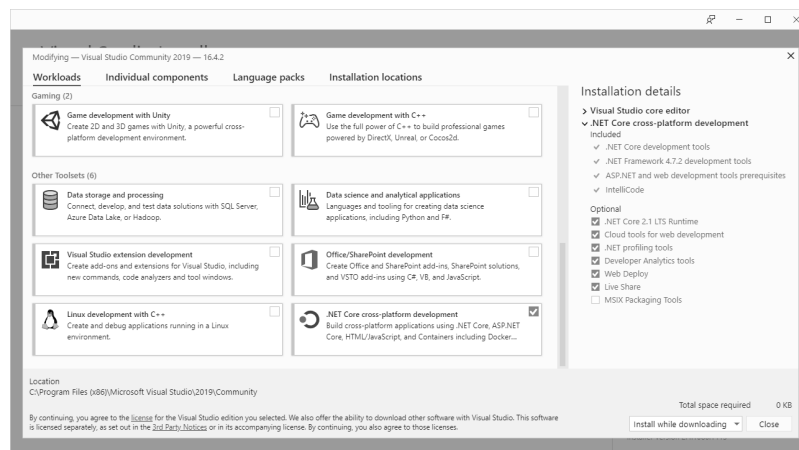 Modifying — Visual Studio Community 2019 — 16.4.2
Workloads
Individual components
Language packs
Installation locations
Gaming (2)
Game development with Unity
Create 2D and 3D games with Unity, a powerful cross-
platform development environment.
Game development with C++
Use the full power of C++ to build professional games
powered by DirectX, Unreal, or Cocos2d.
Other Toolsets (6)
Data storage and processing
Connect, develop, and test data solutions with SQL Server,
Azure Data Lake, or Hadoop.
Data science and analytical applications
Languages and tooling for creating data science
applications, including Python and F#.
Visual Studio extension development
Create add-ons and extensions for Visual Studio, including
new commands, code analyzers and tool windows.
Office/SharePoint development
Create Office and SharePoint add-ins, SharePoint solutions,
and VSTO add-ins using C#, VB, and JavaScript.
Linux development with C++
Create and debug applications running in a Linux
environment.
.NET Core cross-platform development
Build cross-platform applications using .NET Core, ASP.NET
Core, HTML/JavaScript, and Containers including Docker...
Installation details
Visual Studio core editor
.NET Core cross-platform development
Included
.NET Core development tools
.NET Framework 4.7.2 development tools
ASP.NET and web development tools prerequisites
IntelliCode
Optional
.NET Core 2.1 LTS Runtime
Cloud tools for web development
.NET profiling tools
Developer Analytics tools
Web Deploy
Live Share
MSIX Packaging Tools
Location
C:\Program Files (x86)\Microsoft Visual Studio\2019\Community
By continuing, you agree to the license for the Visual Studio edition you selected. We also offer the ability to download other software with Visual Studio. This software
is licensed separately, as set out in the 3rd Party Notices or in its accompanying license. By continuing, you also agree to those licenses.
Total space required 0 KB
Install while downloading
Close